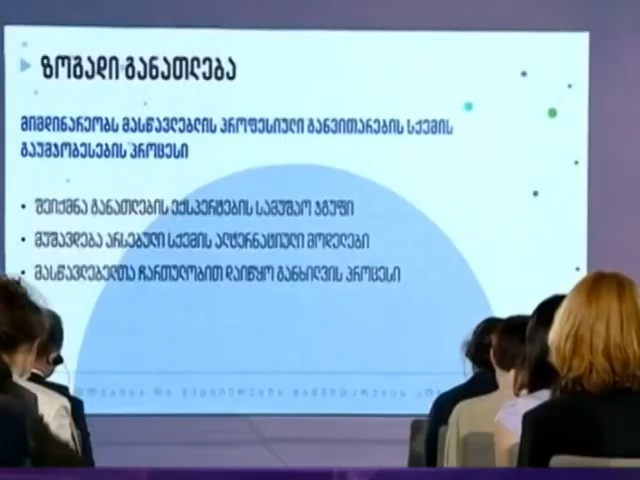 ზოგადი განათლება
მიმდინარეობს მასწავლებლის პროფესიული განვითარების სქემის
გაუმჯობესების პროცესი
• შეიქმნა განათლების ექსპერტების სამუშაო ჯგუფი
• მუშავდება არსებული სქემის ალტერნატიული მოდელები
• მასწავლებელთა ჩართულობით დაიწყო განხილვის პროცესი